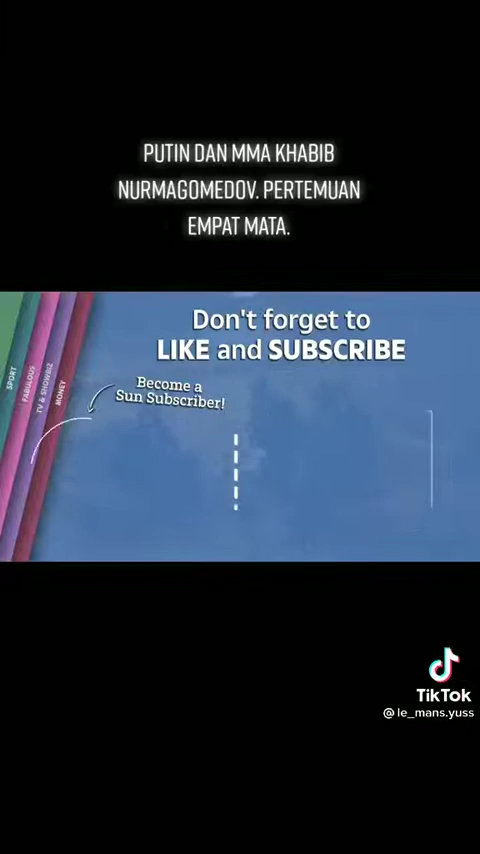 PUTIN DAN MMA KHABIB
NURMAGOMEDOV. PERTEMUAN
EMPAT MATA.
Don't forget to
LIKE and SUBSCRIBE
Become a
Sun Subscriber!
SPORT
FABULOUS
TV & SHOWBIZ
MONEY
TikTok
@le_mans.yuss